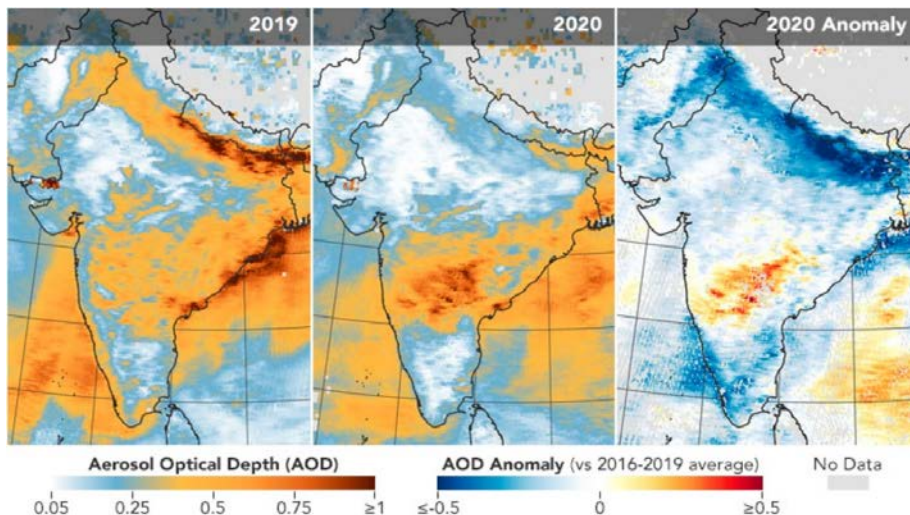 2019
2020
2020 Anomaly
Aerosol Optical Depth (AOD)
0.05 0.25 0.5 0.75 ≥1
AOD Anomaly (vs 2016-2019 average)
≤-0.5 0 ≥0.5
No Data